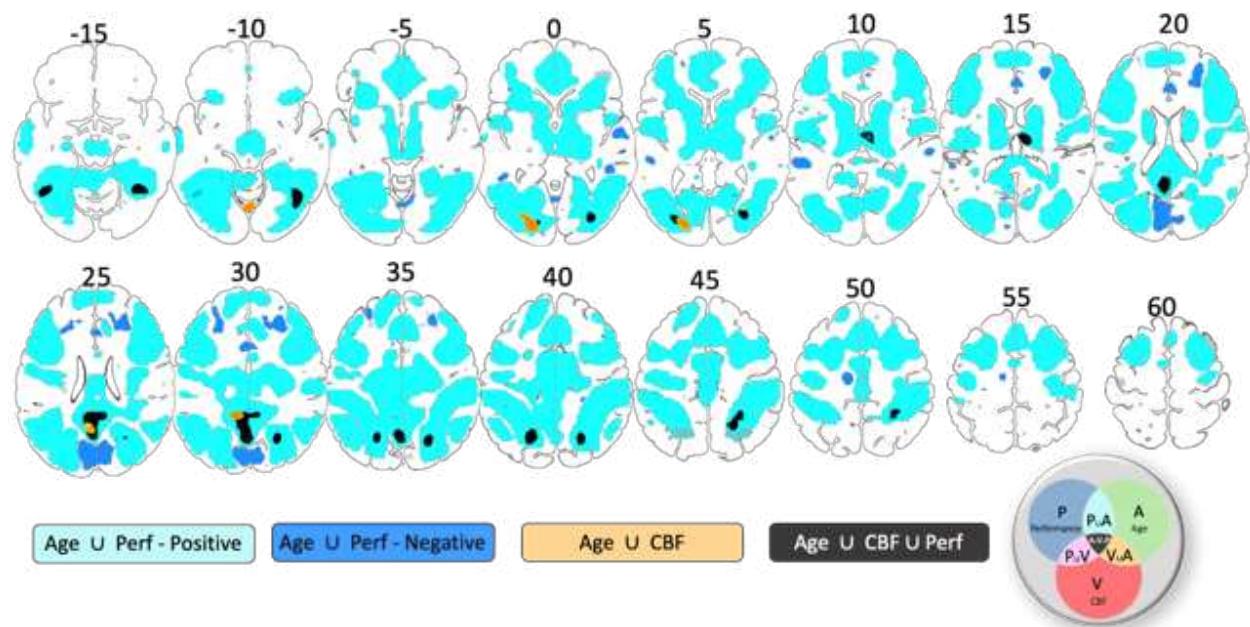 -15 -10 -5 0 5 10 15 20
25 30 35 40 45 50 55 60
Age ∪ Perf - Positive
Age ∪ Perf - Negative
Age ∪ CBF
Age ∪ CBF ∪ Perf
P
Performance
P∪A
A
Age
P∪V
V∪A
V
CBF